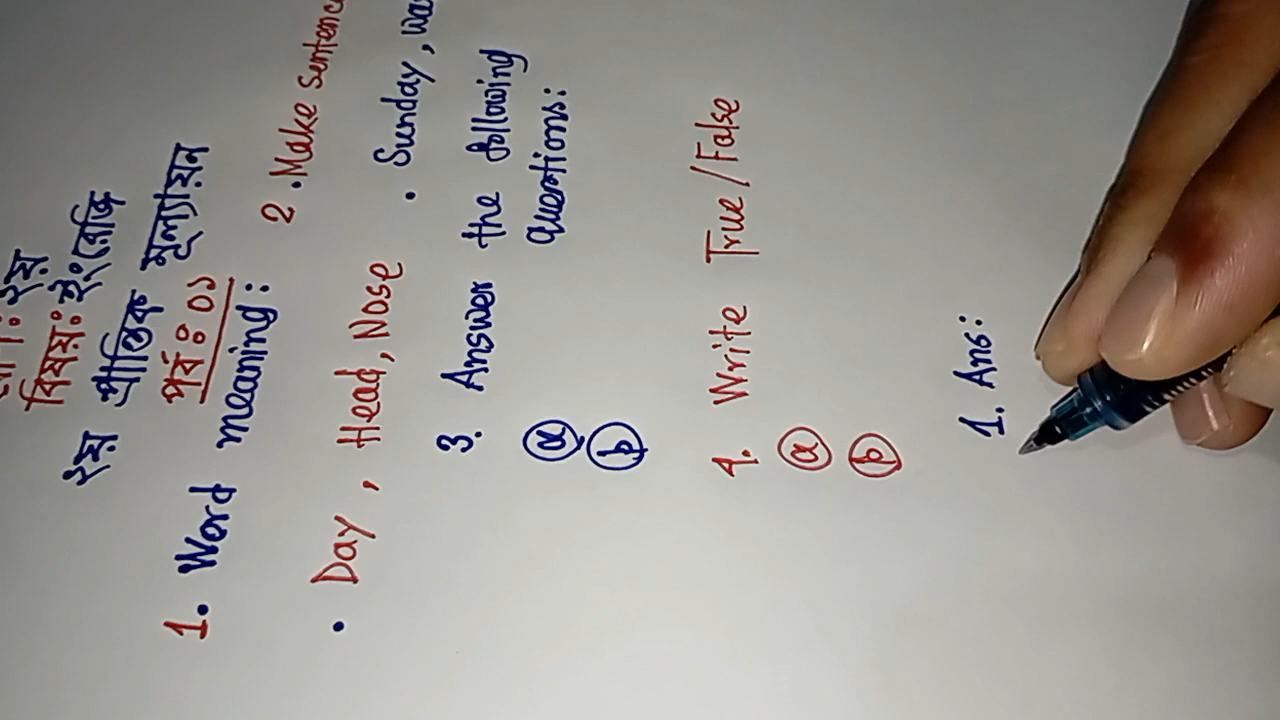 ২য়
বিষয়ঃ ইংরেজি
২য় প্রান্তিক মূল্যায়ন
পর্বঃ ০১
1. Word meaning:
• Day, Head, Nose
2. Make sentence
• Sunday,
3. Answer the following questions:
ⓐ
ⓑ
4. Write True/False
ⓐ
ⓑ
1. Ans: